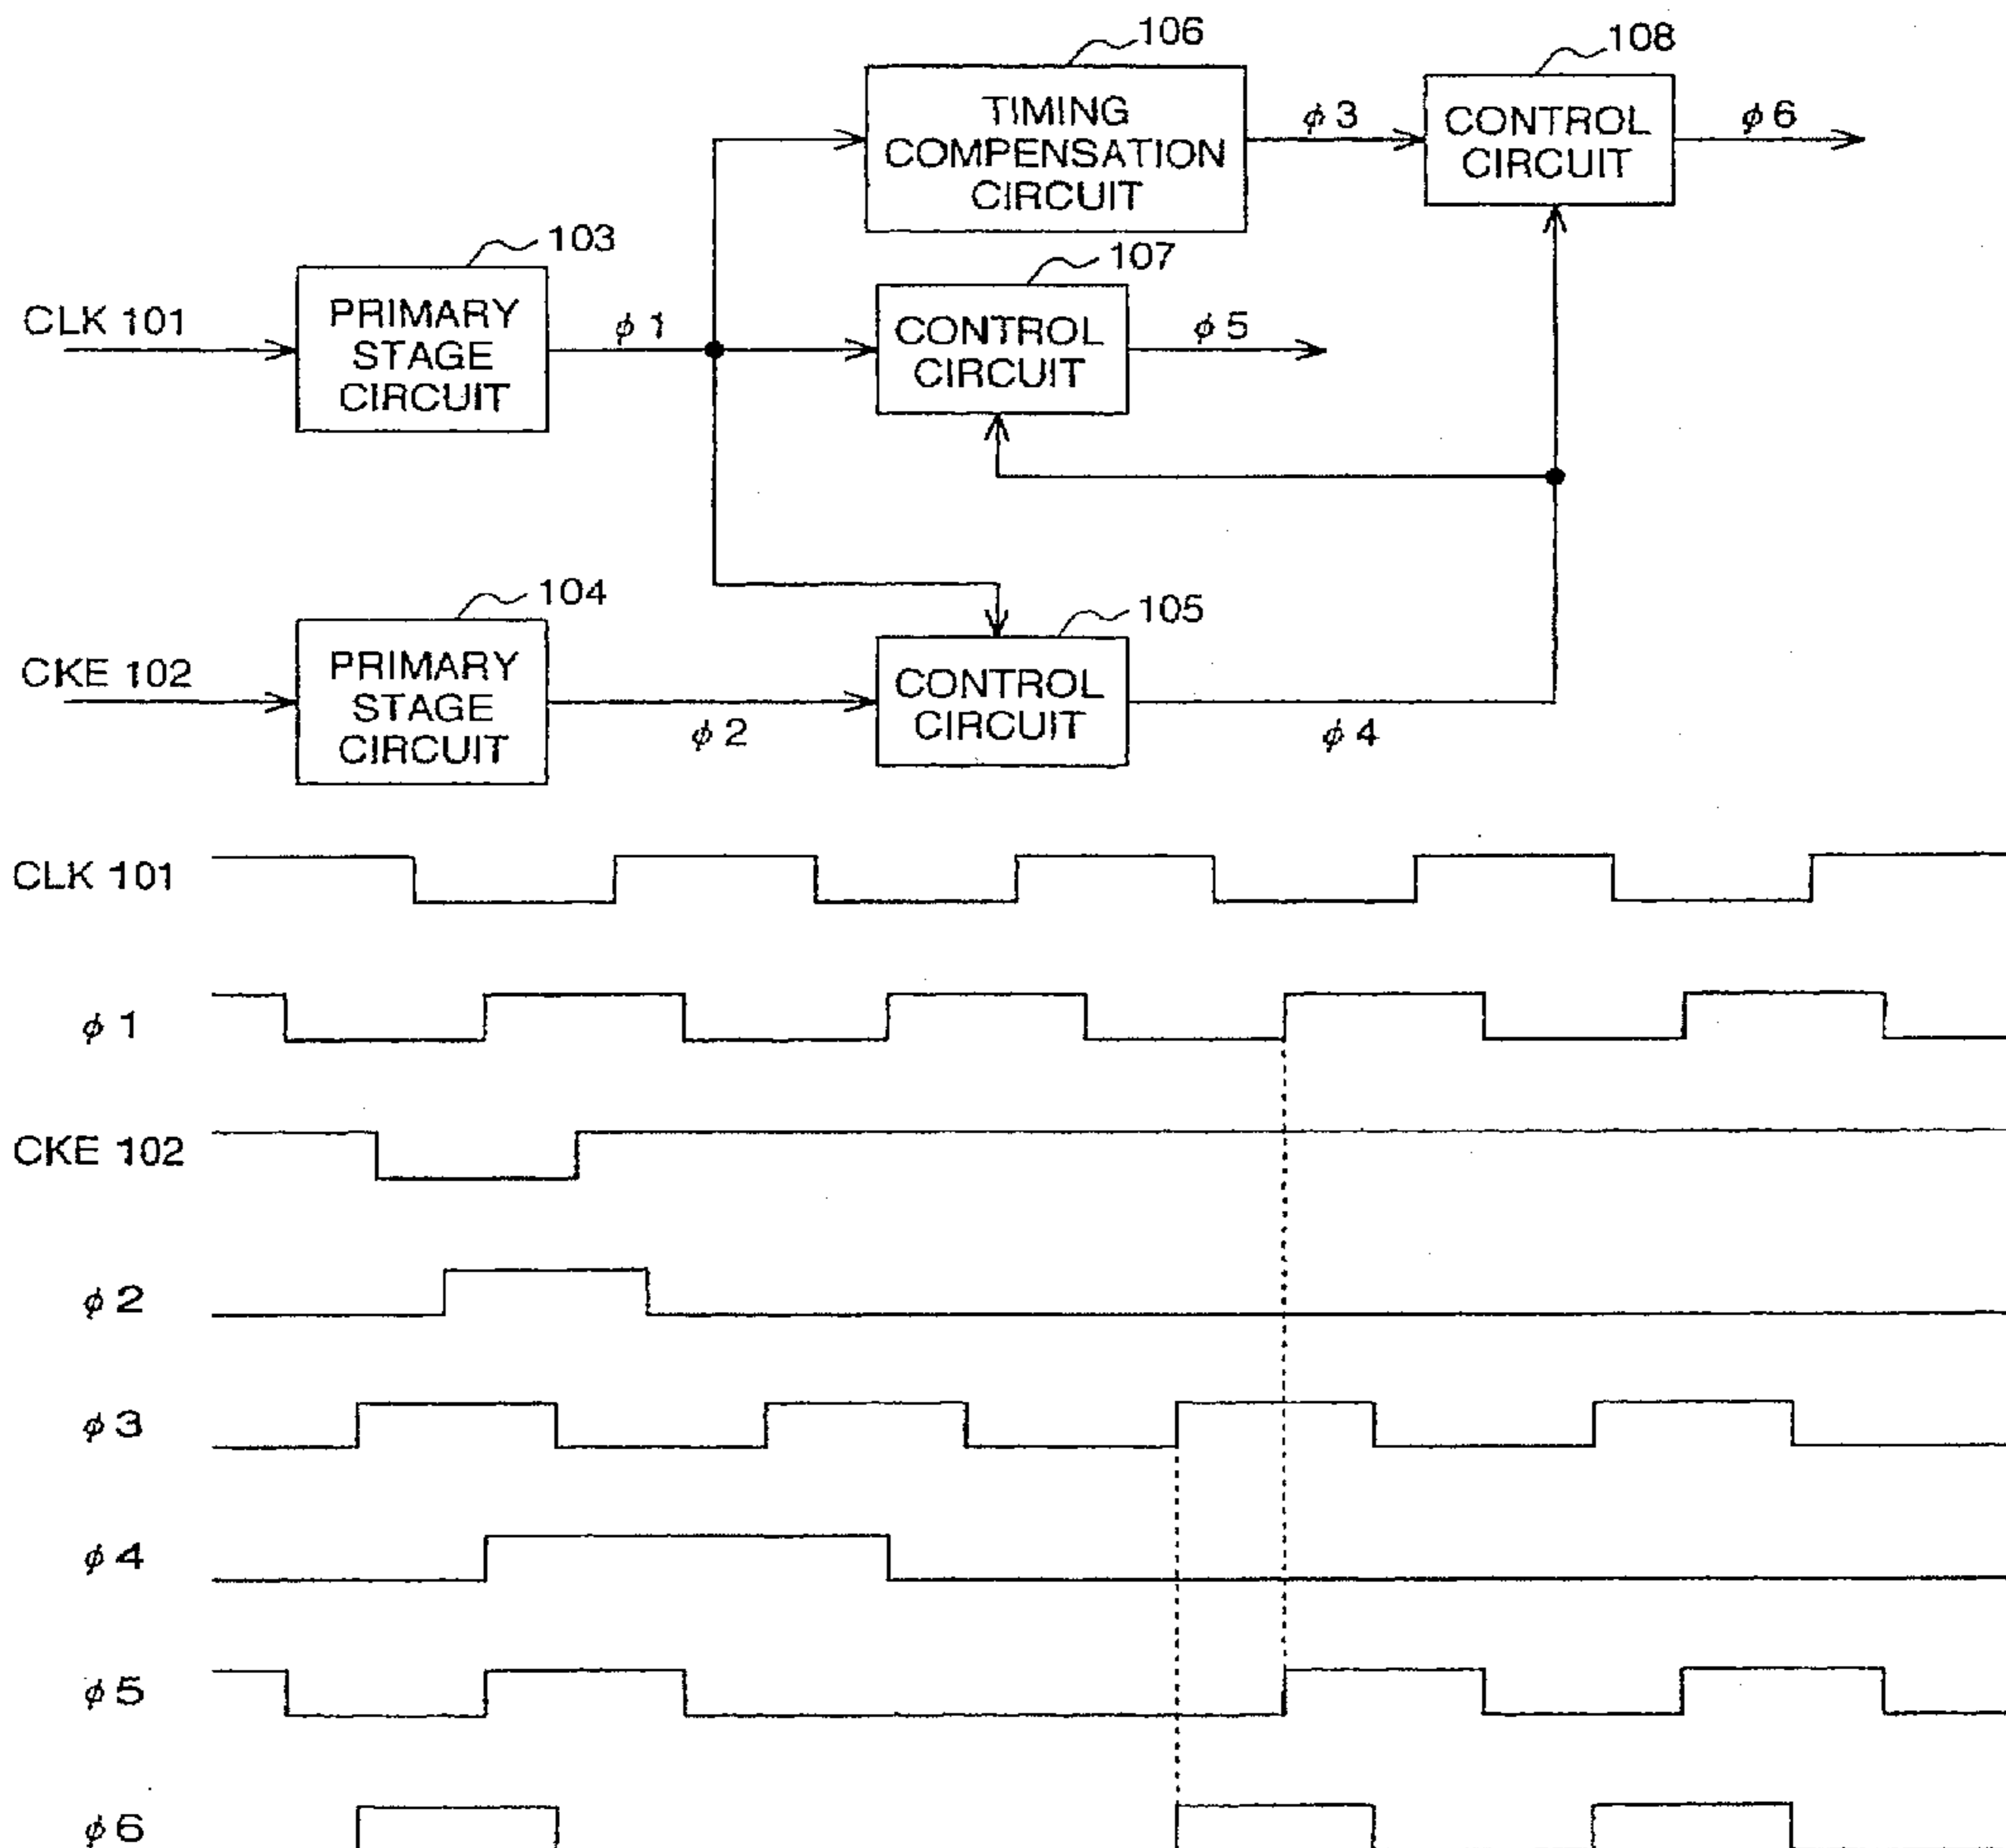 106
108
TIMING
COMPENSATION
CIRCUIT
φ3
CONTROL
CIRCUIT
φ6
103
107
CLK 101
PRIMARY
STAGE
CIRCUIT
φ1
CONTROL
CIRCUIT
φ5
104
105
CKE 102
PRIMARY
STAGE
CIRCUIT
φ2
CONTROL
CIRCUIT
φ4
CLK 101
φ1
CKE 102
φ2
φ3
φ4
φ5
φ6